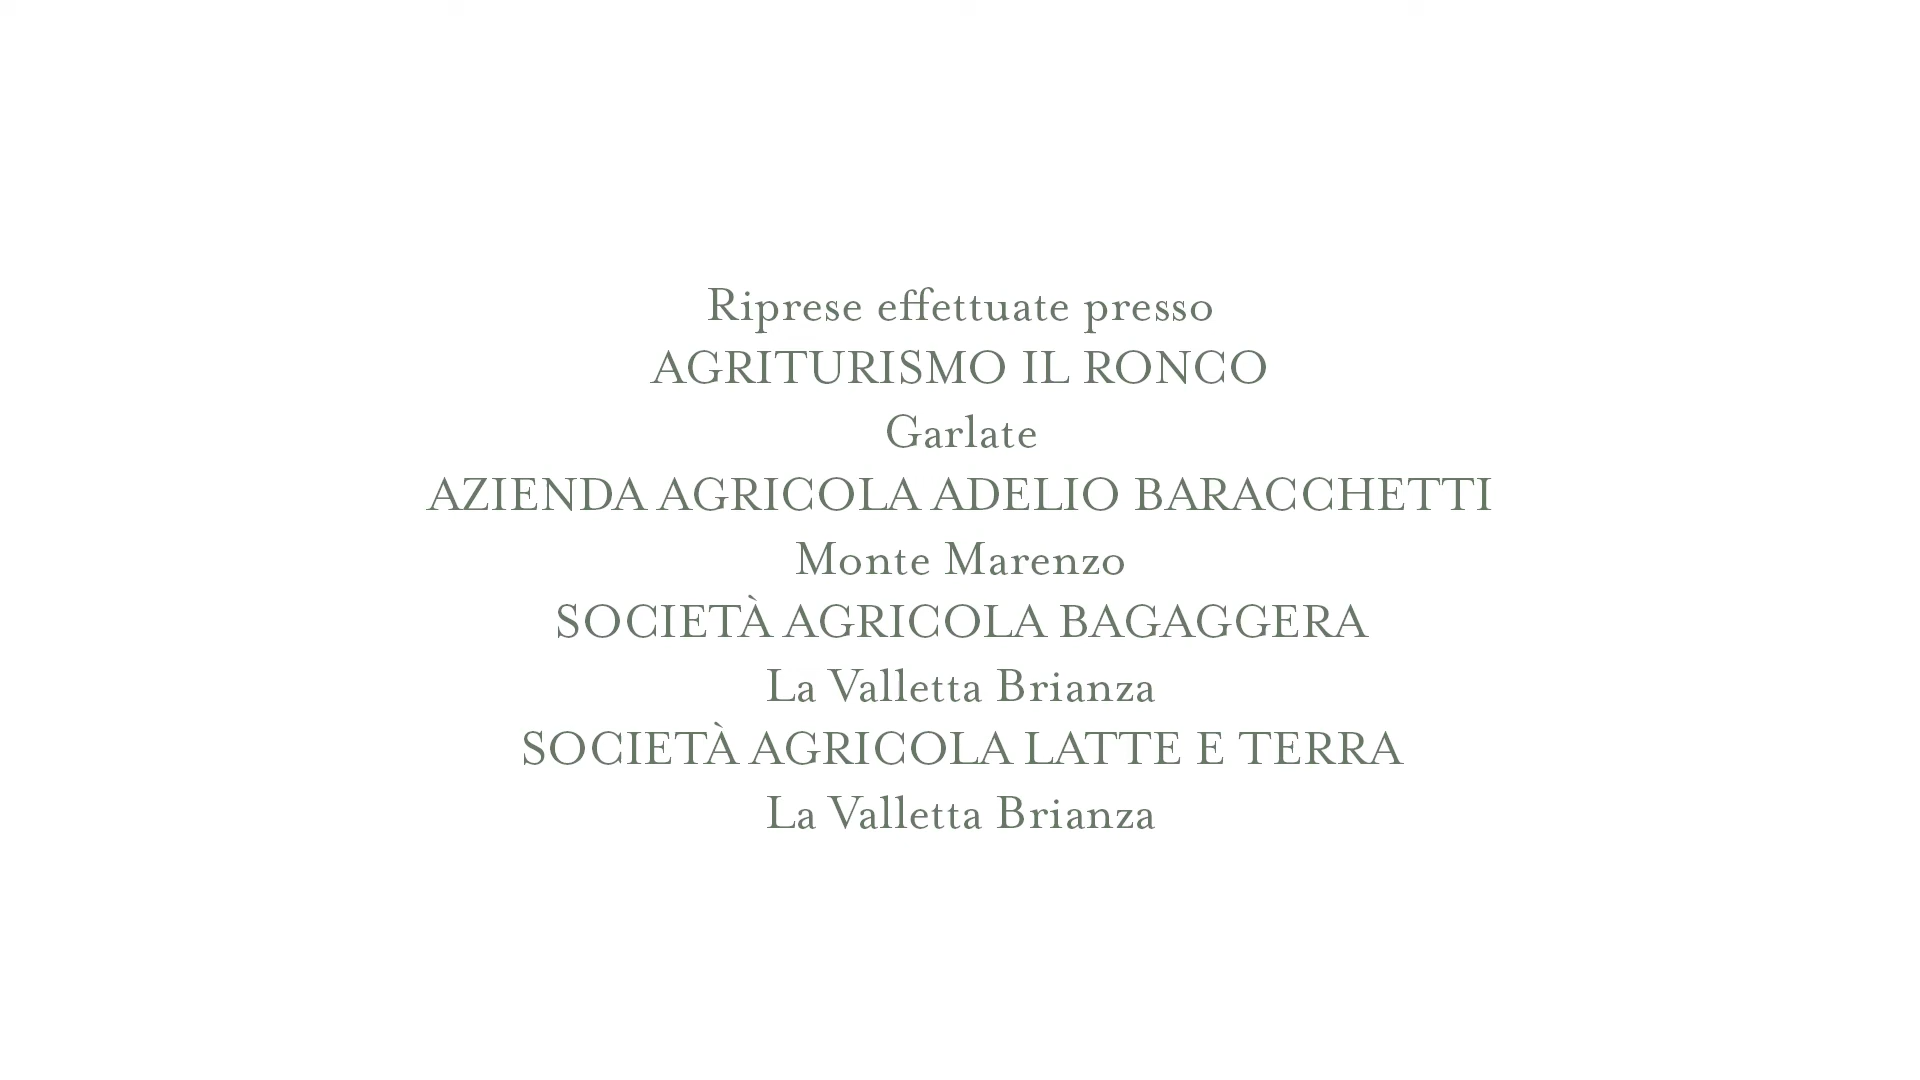 Riprese effettuate presso
AGRITURISMO IL RONCO
Garlate
AZIENDA AGRICOLA ADELIO BARACCHETTI
Monte Marenzo
SOCIETÀ AGRICOLA BAGAGGERA
La Valletta Brianza
SOCIETÀ AGRICOLA LATTE E TERRA
La Valletta Brianza